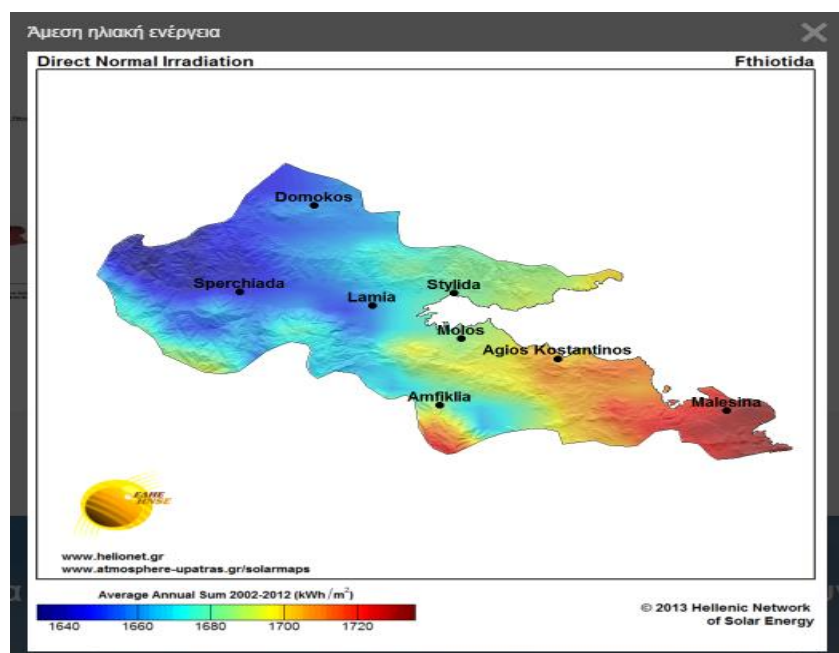 Άμεση ηλιακή ενέργεια
Direct Normal Irradiation
Fthiotida
Domokos
Sperchiada
Lamia
Stylida
Molos
Agios Kostantinos
Amfiklia
Malesina
ΕΔΗΕ
HNSE
www.helionet.gr
www.atmosphere-upatras.gr/solarmaps
Average Annual Sum 2002-2012 (kWh/m²)
1640 1660 1680 1700 1720
© 2013 Hellenic Network
of Solar Energy